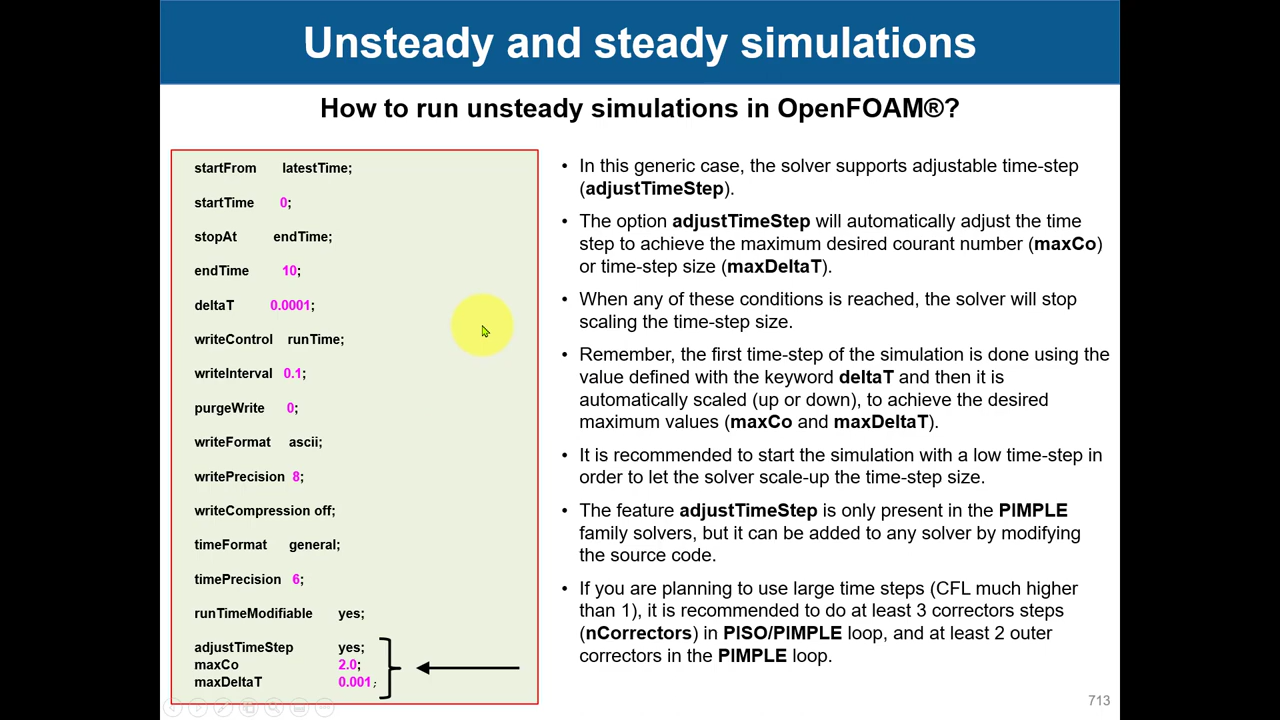 Unsteady and steady simulations
How to run unsteady simulations in OpenFOAM®?
startFrom latestTime;
startTime 0;
stopAt endTime;
endTime 10;
deltaT 0.0001;
writeControl runTime;
writeInterval 0.1;
purgeWrite 0;
writeFormat ascii;
writePrecision 8;
writeCompression off;
timeFormat general;
timePrecision 6;
runTimeModifiable yes;
adjustTimeStep yes;
maxCo 2.0;
maxDeltaT 0.001;
• In this generic case, the solver supports adjustable time-step
(adjustTimeStep).
• The option adjustTimeStep will automatically adjust the time
step to achieve the maximum desired courant number (maxCo)
or time-step size (maxDeltaT).
• When any of these conditions is reached, the solver will stop
scaling the time-step size.
• Remember, the first time-step of the simulation is done using the
value defined with the keyword deltaT and then it is
automatically scaled (up or down), to achieve the desired
maximum values (maxCo and maxDeltaT).
• It is recommended to start the simulation with a low time-step in
order to let the solver scale-up the time-step size.
• The feature adjustTimeStep is only present in the PIMPLE
family solvers, but it can be added to any solver by modifying
the source code.
• If you are planning to use large time steps (CFL much higher
than 1), it is recommended to do at least 3 correctors steps
(nCorrectors) in PISO/PIMPLE loop, and at least 2 outer
correctors in the PIMPLE loop.
713